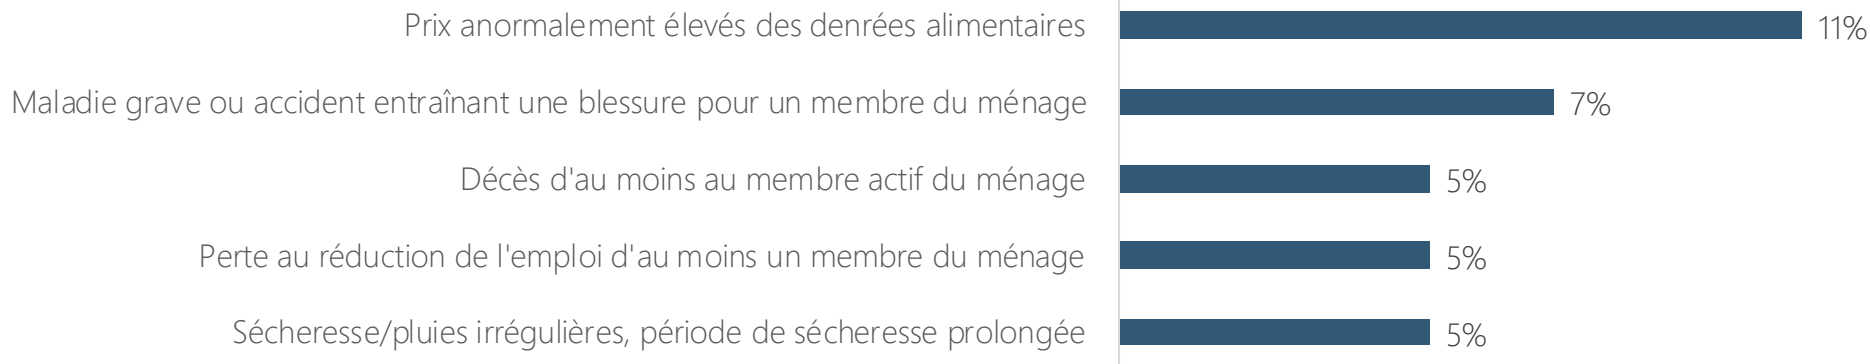 Prix anormalement élevés des denrées alimentaires 11%
Maladie grave ou accident entraînant une blessure pour un membre du ménage 7%
Décès d'au moins au membre actif du ménage 5%
Perte au réduction de l'emploi d'au moins un membre du ménage 5%
Sécheresse/pluies irrégulières, période de sécheresse prolongée 5%